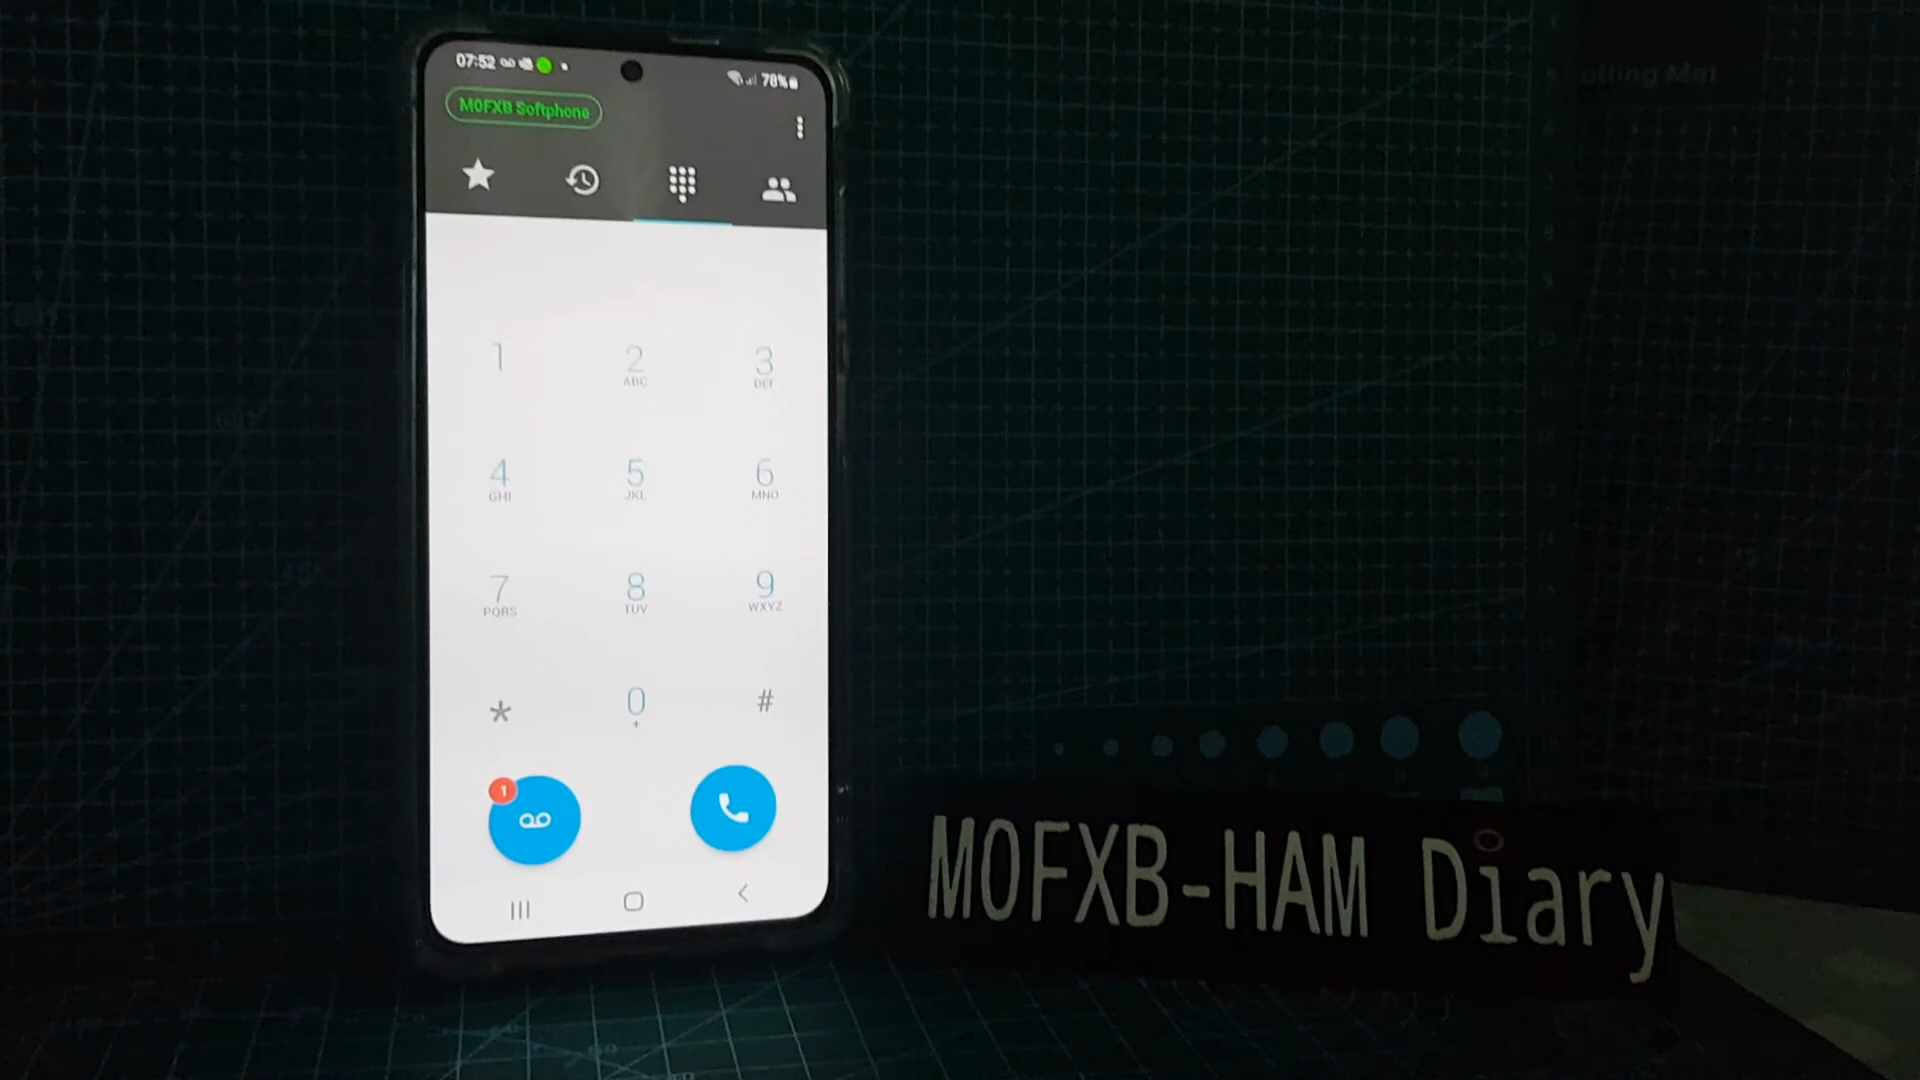 07:52
78%
M0FXB Softphone
1
2
ABC
3
DEF
4
GHI
5
JKL
6
MNO
7
PQRS
8
TUV
9
WXYZ
*
0
+
#
1
M0FXB-HAM Diary